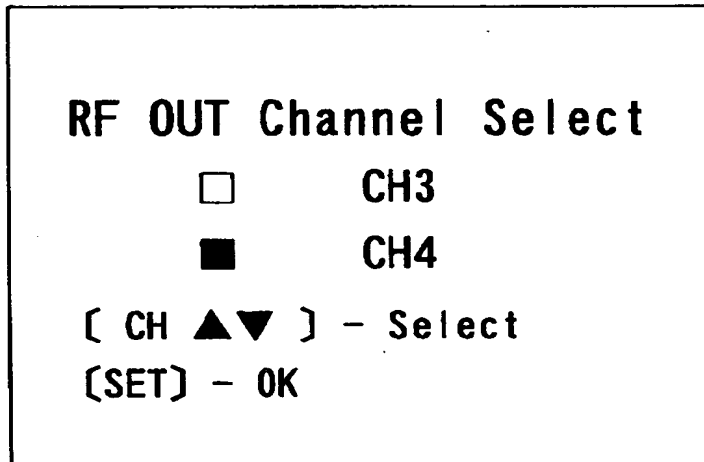 RF OUT Channel Select
□ CH3
■ CH4
[ CH ▲▼ ] - Select
[SET] - OK